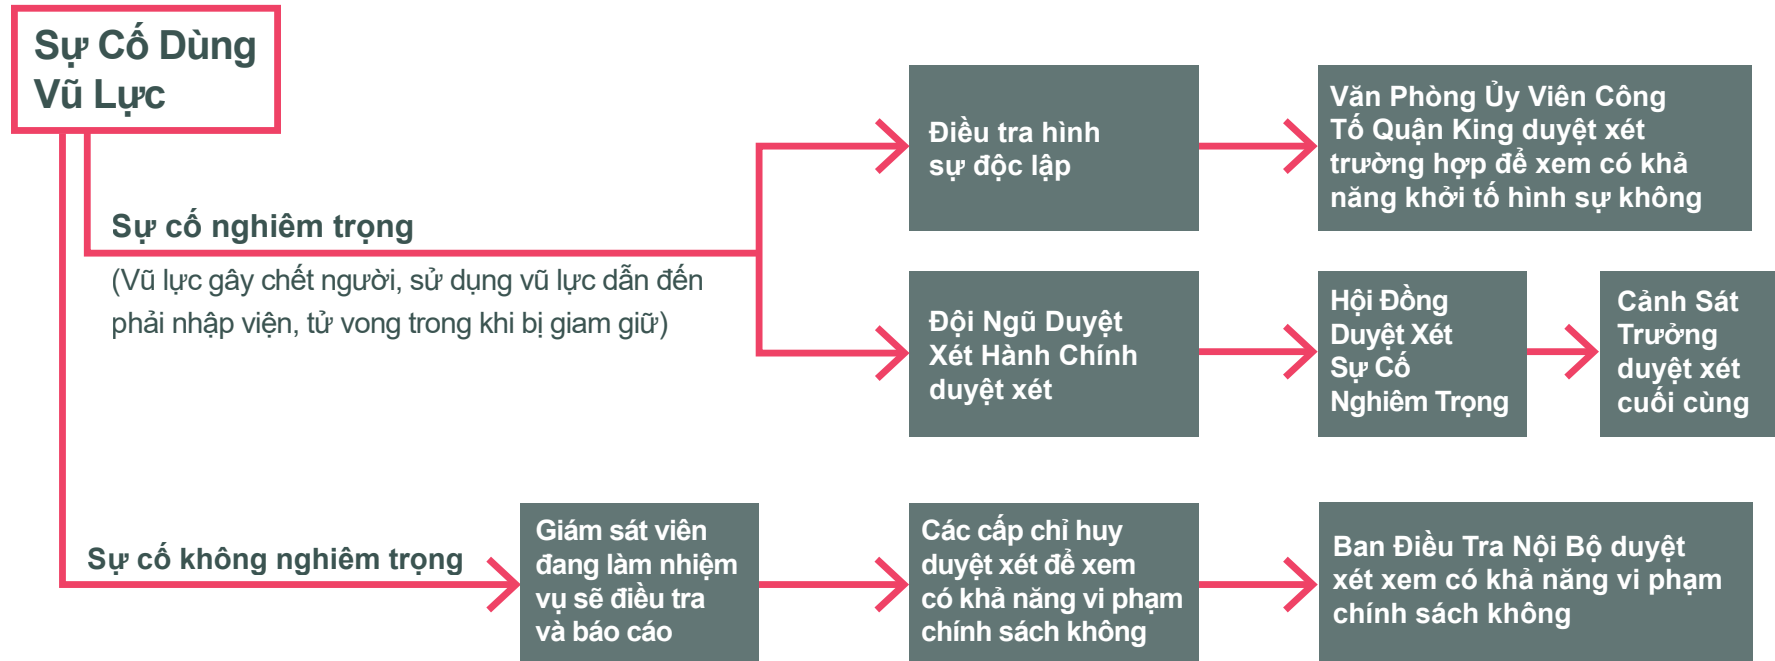 Sự Cố Dùng
Vũ Lực
Sự cố nghiêm trọng
(Vũ lực gây chết người, sử dụng vũ lực dẫn đến
phải nhập viện, tử vong trong khi bị giam giữ)
Điều tra hình
sự độc lập
Văn Phòng Ủy Viên Công
Tố Quận King duyệt xét
trường hợp để xem có khả
năng khởi tố hình sự không
Đội Ngũ Duyệt
Xét Hành Chính
duyệt xét
Hội Đồng
Duyệt Xét
Sự Cố
Nghiêm Trọng
Cảnh Sát
Trưởng
duyệt xét
cuối cùng
Sự cố không nghiêm trọng
Giám sát viên
đang làm nhiệm
vụ sẽ điều tra
và báo cáo
Các cấp chỉ huy
duyệt xét để xem
có khả năng vi phạm
chính sách không
Ban Điều Tra Nội Bộ duyệt
xét xem có khả năng vi phạm
chính sách không